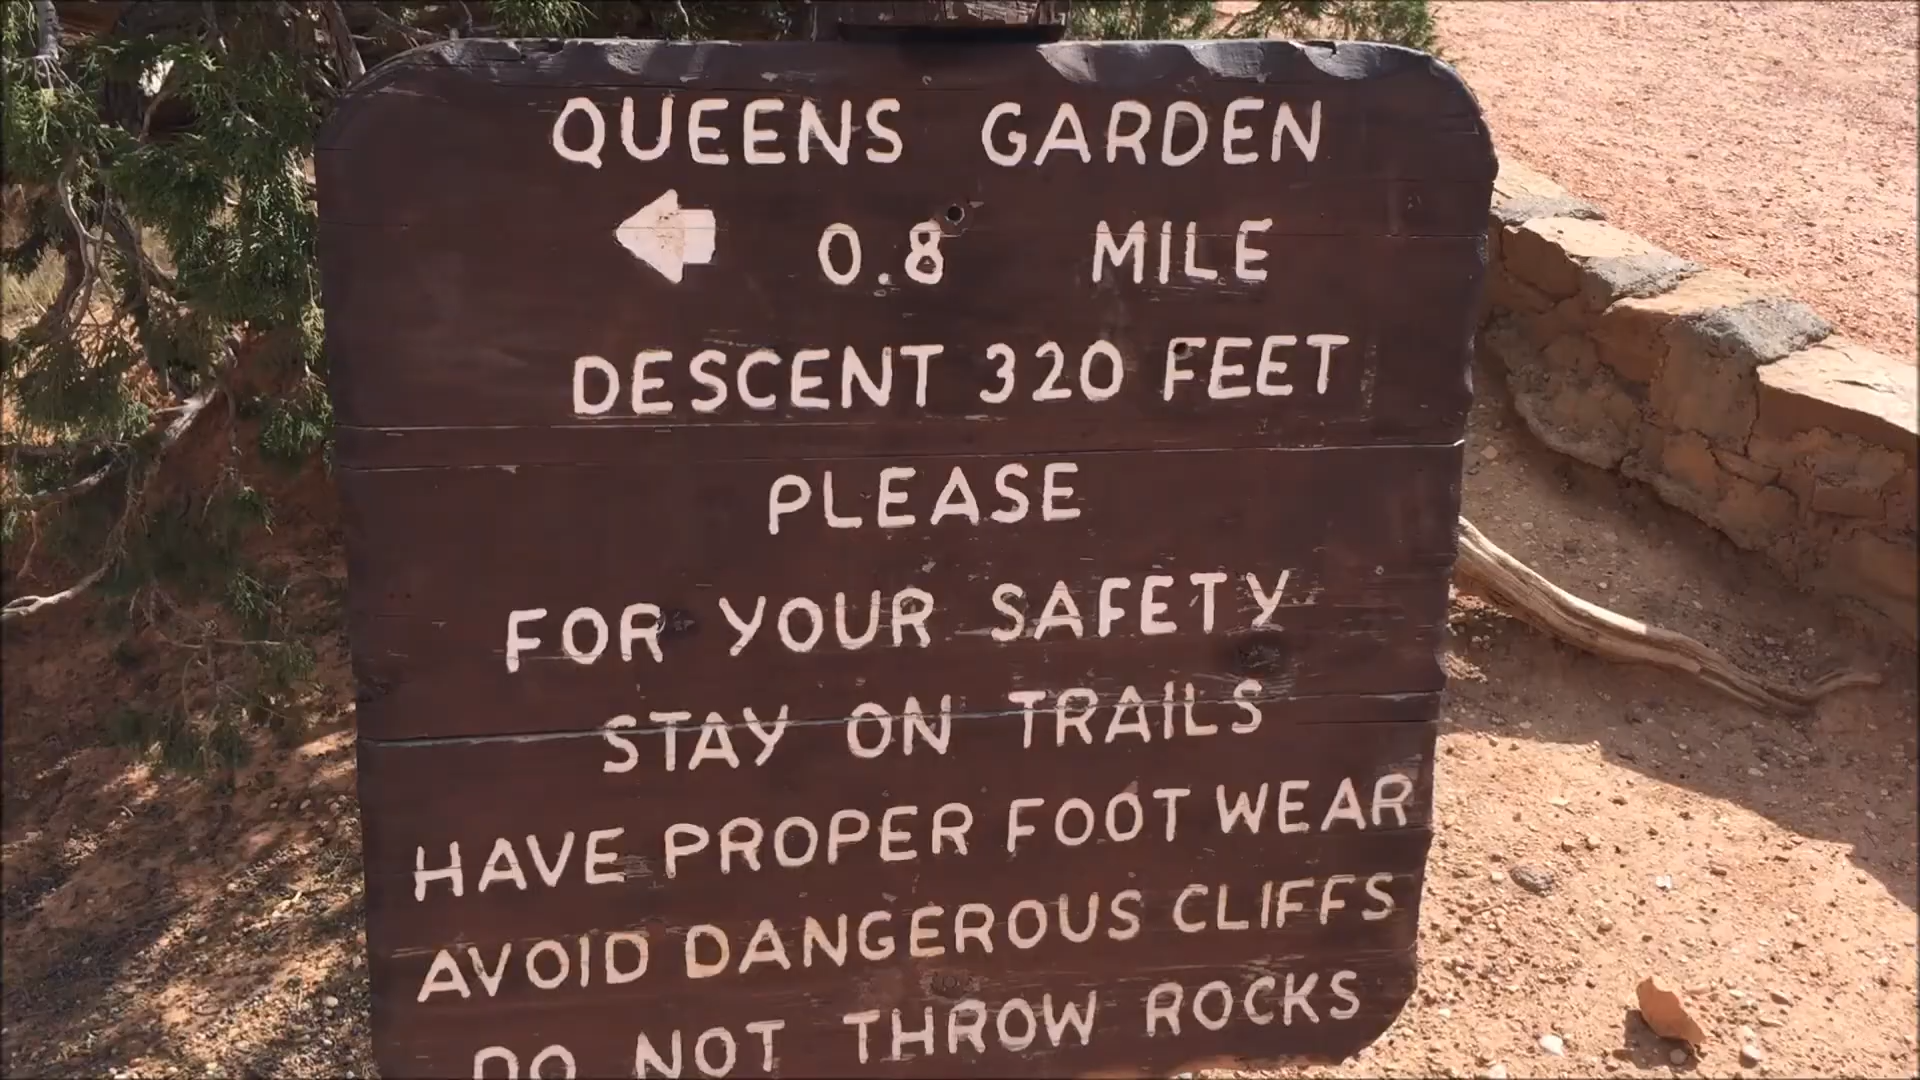 QUEENS GARDEN
0.8 MILE
DESCENT 320 FEET
PLEASE
FOR YOUR SAFETY
STAY ON TRAILS
HAVE PROPER FOOT WEAR
AVOID DANGEROUS CLIFFS
DO NOT THROW ROCKS